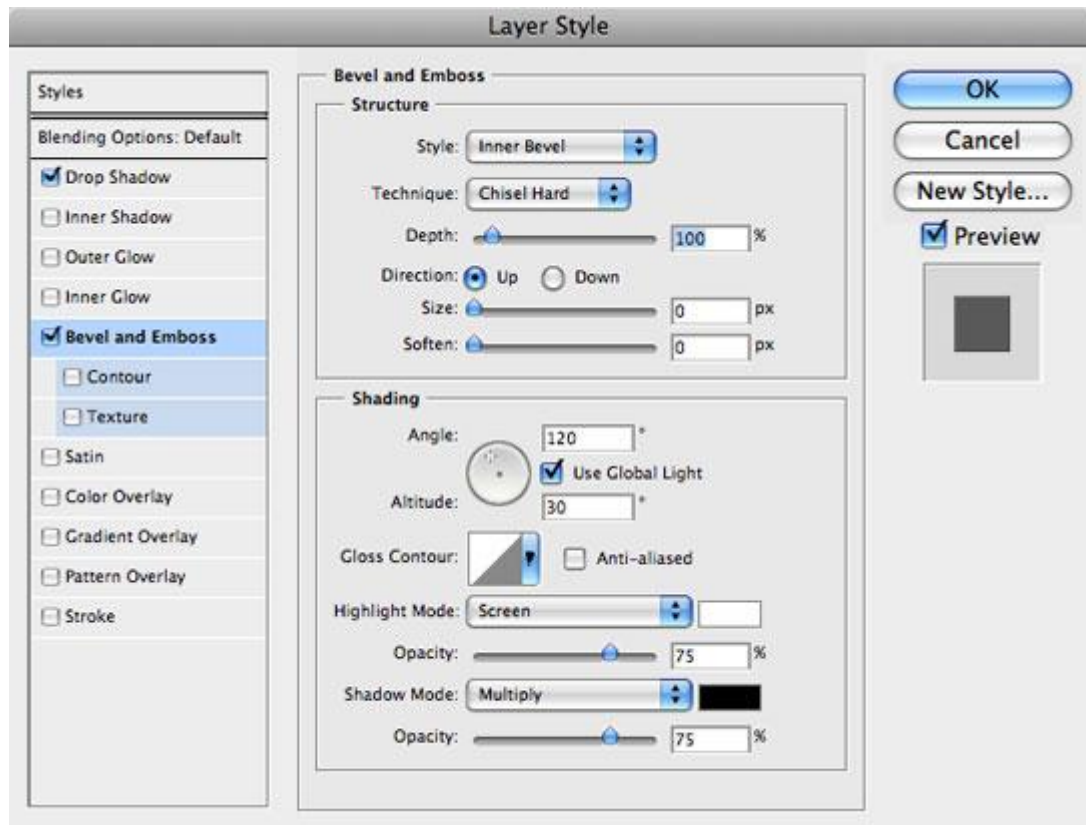 Layer Style
Styles
Blending Options: Default
Drop Shadow
Inner Shadow
Outer Glow
Inner Glow
Bevel and Emboss
Contour
Texture
Satin
Color Overlay
Gradient Overlay
Pattern Overlay
Stroke
Bevel and Emboss
Structure
Style: Inner Bevel
Technique: Chisel Hard
Depth: 100 %
Direction: Up Down
Size: 0 px
Soften: 0 px
Shading
Angle: 120 °
Use Global Light
Altitude: 30 °
Gloss Contour: Anti-aliased
Highlight Mode: Screen
Opacity: 75 %
Shadow Mode: Multiply
Opacity: 75 %
OK
Cancel
New Style...
Preview